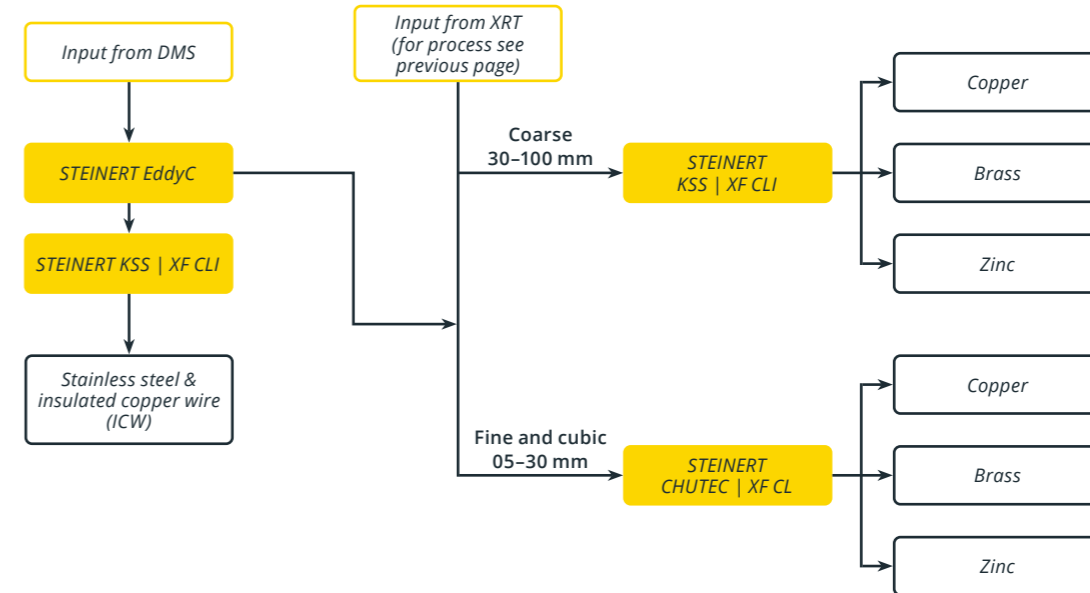 Input from DMS
STEINERT EddyC
STEINERT KSS | XF CLI
Stainless steel &
insulated copper wire
(ICW)
Input from XRT
(for process see
previous page)
Coarse
30–100 mm
STEINERT
KSS | XF CLI
Copper
Brass
Zinc
Fine and cubic
05–30 mm
STEINERT
CHUTEC | XF CL
Copper
Brass
Zinc